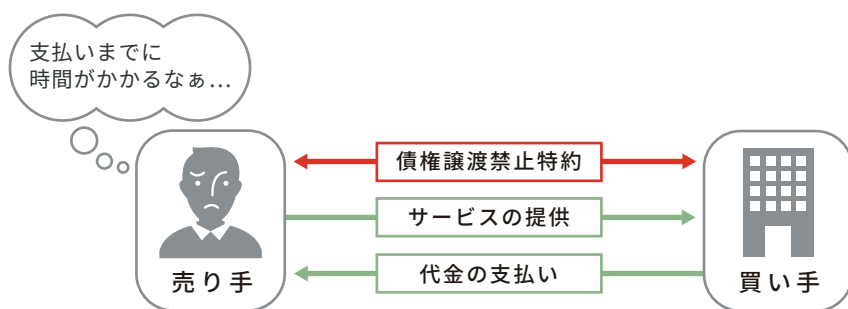 支払いまでに
時間がかかるなぁ...
債権譲渡禁止特約
サービスの提供
代金の支払い
売り手
買い手